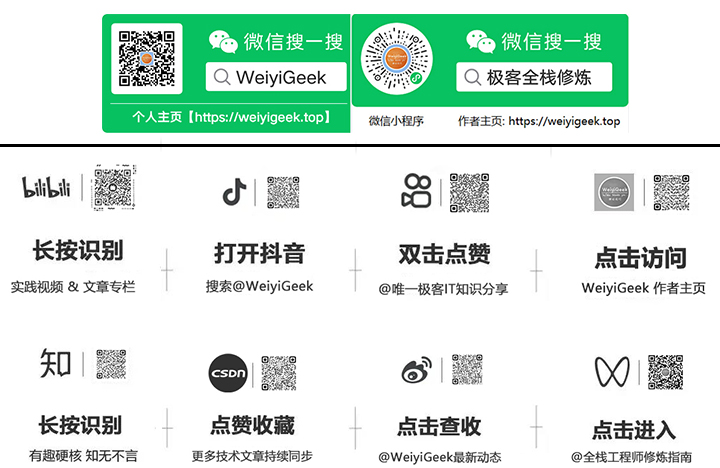 微信搜一搜
WeiyiGeek
个人主页【https://weiyigeek.top】
微信搜一搜
极客全栈修炼
微信小程序
作者主页: https://weiyigeek.top
bilibili
长按识别
实践视频 & 文章专栏
打开抖音
搜索@WeiyiGeek
双击点赞
@唯一极客IT知识分享
WeiyiGeek
点击访问
WeiyiGeek 作者主页
知
长按识别
有趣硬核 知无不言
CSDN
点赞收藏
更多技术文章持续同步
点击查收
@WeiyiGeek最新动态
点击进入
@全栈工程师修炼指南